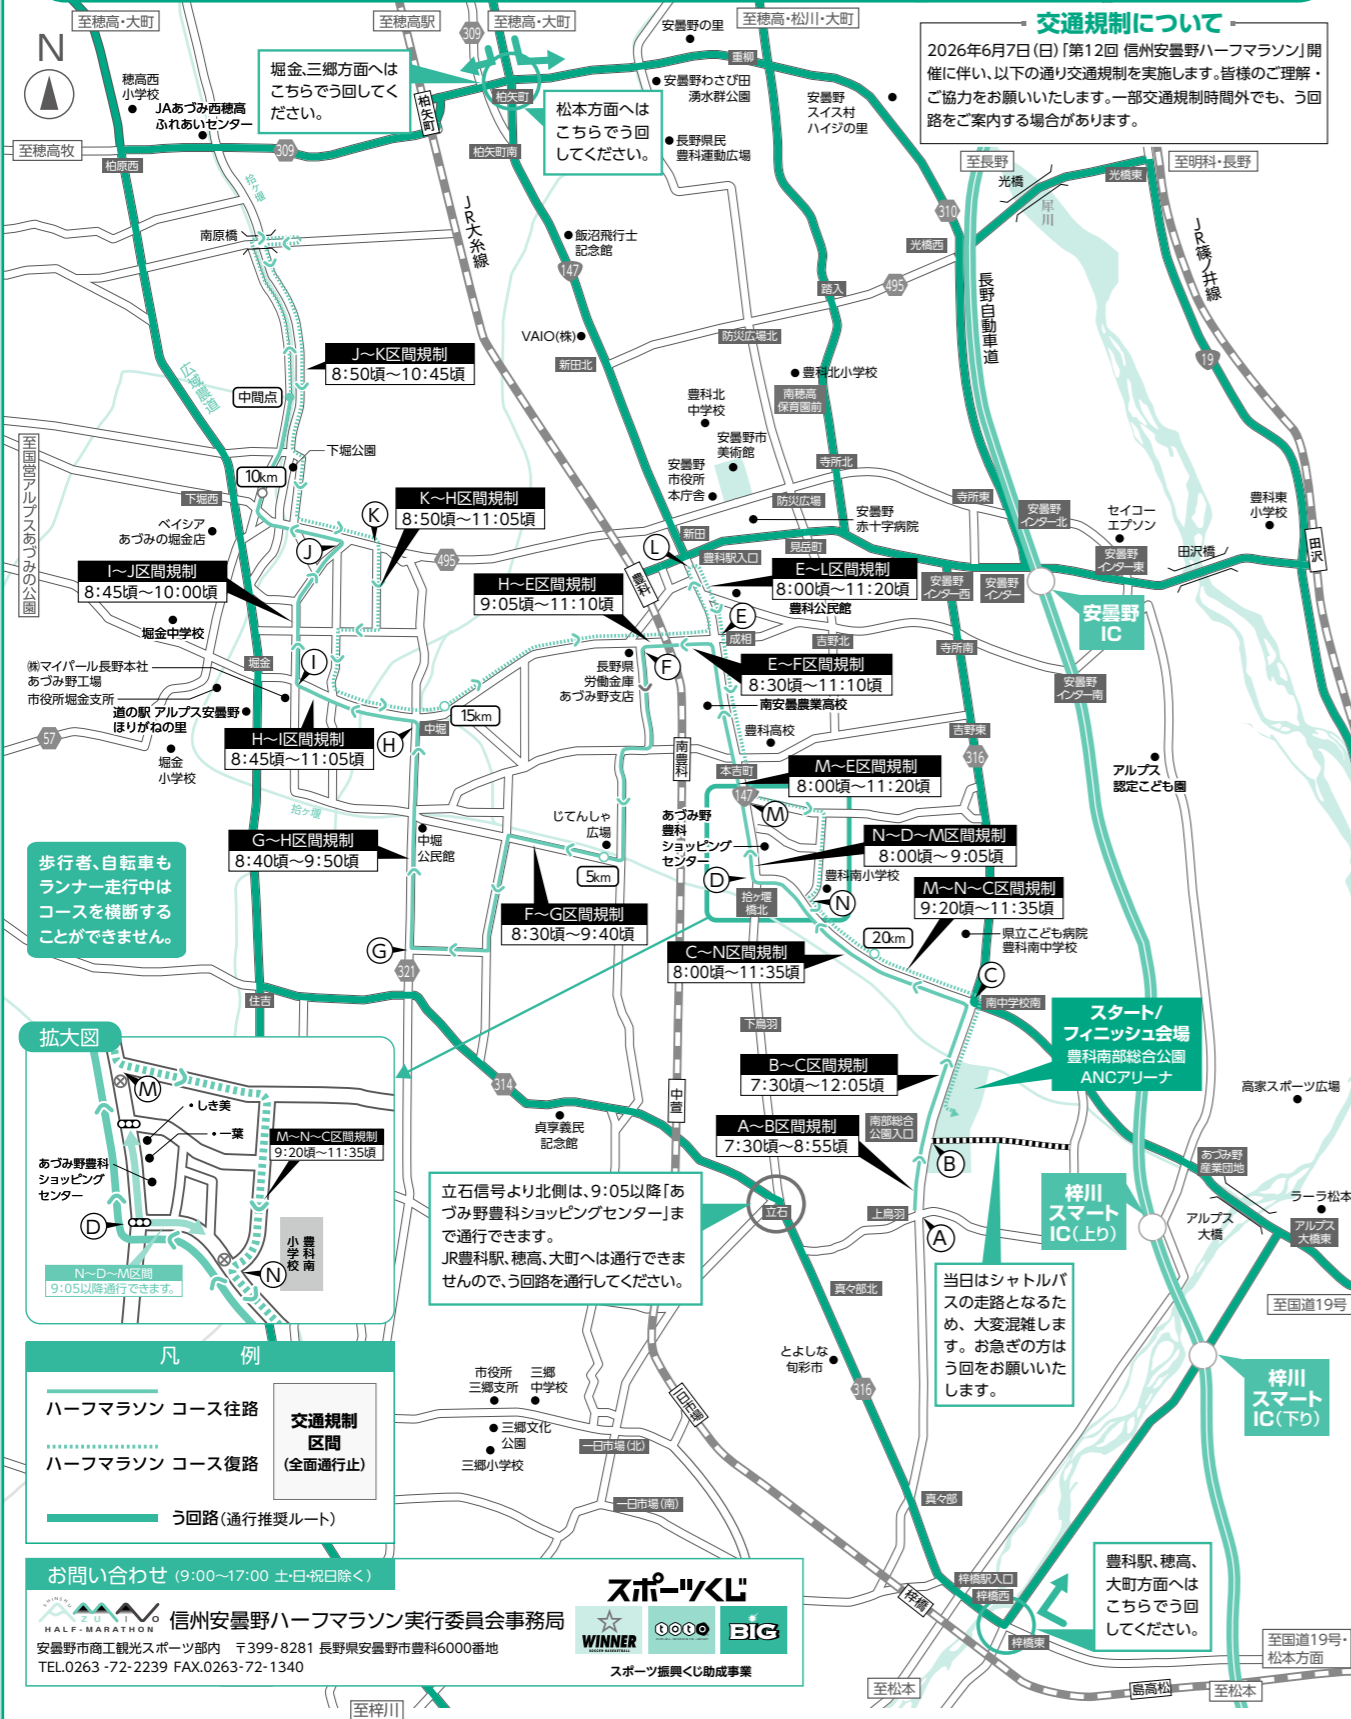 交通規制について
2026年6月7日(日)「第12回 信州安曇野ハーフマラソン」開
催に伴い、以下の通り交通規制を実施します。皆様のご理解・
ご協力をお願いいたします。一部交通規制時間外でも、う回
路をご案内する場合があります。
至穂高・大町
至穂高駅
至穂高・大町
至穂高・松川・大町
N
309
安曇野の里
重柳
穂高西
小学校
JAあづみ西穂高
ふれあいセンター
堀金、三郷方面へは
こちらでう回してく
ださい。
柏矢町
柏矢町
松本方面へは
こちらでう回
してください。
安曇野わさび田
湧水群公園
安曇野
スイス村
ハイジの里
長野県民
豊科運動広場
至穂高牧
柏原西
309
柏矢町南
至長野
光橋
光橋東
至明科・長野
犀川
拾ヶ堰
南原橋
JR大糸線
飯沼飛行士
記念館
147
310
光橋西
JR篠ノ井線
踏入
495
長野自動車道
VAIO(株)
新田北
防災広場北
19
J～K区間規制
8:50頃～10:45頃
広域農道
中間点
豊科北小学校
南穂高
保育園前
豊科北
中学校
安曇野市
美術館
安曇野
市役所
本庁舎
寺所北
至国営アルプスあづみの公園
下堀公園
10km
下堀西
K～H区間規制
8:50頃～11:05頃
K
ベイシア
あづみの堀金店
J
防災広場
安曇野
赤十字病院
寺所東
安曇野
インター北
セイコー
エプソン
豊科東
小学校
新田
L
豊科駅入口
見岳町
安曇野
インター東
田沢橋
田沢
495
I～J区間規制
8:45頃～10:00頃
H～E区間規制
9:05頃～11:10頃
豊科
E～L区間規制
8:00頃～11:20頃
豊科公民館
安曇野
インター西
安曇野
インター
安曇野
IC
堀金中学校
E
成相
吉野北
寺所南
堀金
I
長野県
労働金庫
あづみ野支店
F
E～F区間規制
8:30頃～11:10頃
安曇野
インター南
㈱マイパール長野本社
あづみ野工場
市役所堀金支所
道の駅 アルプス安曇野
ほりがねの里
15km
南安曇農業高校
57
堀金
小学校
H～I区間規制
8:45頃～11:05頃
H
中堀
南豊科
豊科高校
吉野東
316
本吉町
M～E区間規制
8:00頃～11:20頃
アルプス
認定こども園
拾ヶ堰
147
M
じてんしゃ
広場
あづみ野
豊科
ショッピング
センター
N～D～M区間規制
8:00頃～9:05頃
G～H区間規制
8:40頃～9:50頃
中堀
公民館
5km
D
豊科南小学校
歩行者、自転車も
ランナー走行中は
コースを横断する
ことができません。
拾ヶ堰
橋北
N
M～N～C区間規制
9:20頃～11:35頃
F～G区間規制
8:30頃～9:40頃
20km
県立こども病院
豊科南中学校
G
321
C～N区間規制
8:00頃～11:35頃
C
南中学校南
住吉
下鳥羽
スタート/
フィニッシュ会場
豊科南部総合公園
ANCアリーナ
拡大図
M
・しき美
・一葉
M～N～C区間規制
9:20頃～11:35頃
あづみ野豊科
ショッピング
センター
D
豊科南
小学校
N
N～D～M区間
9:05以降通行できます。
314
貞享義民
記念館
中萱
B～C区間規制
7:30頃～12:05頃
A～B区間規制
7:30頃～8:55頃
南部総合
公園入口
B
高家スポーツ広場
あづみ野
産業団地
立石信号より北側は、9:05以降「あ
づみ野豊科ショッピングセンター」ま
で通行できます。
JR豊科駅、穂高、大町へは通行できま
せんので、う回路を通行してください。
立石
上鳥羽
A
梓川
スマート
IC(上り)
アルプス
大橋
ラーラ松本
アルプス
大橋東
当日はシャトルバ
スの走路となるた
め、大変混雑しま
す。お急ぎの方は
う回をお願いいた
します。
真々部北
至国道19号
凡　例
ハーフマラソン コース往路
ハーフマラソン コース復路
交通規制
区間
(全面通行止)
う回路(通行推奨ルート)
市役所
三郷支所
三郷
中学校
三郷文化
公園
三郷小学校
一日市場
一日市場(北)
一日市場(南)
とよしな
旬彩市
316
梓川
スマート
IC(下り)
真々部
豊科駅、穂高、
大町方面へは
こちらでう回
してください。
梓橋
梓橋駅入口
梓橋西
梓橋東
至国道19号・
松本方面
至松本
島高松
至松本
至梓川
お問い合わせ (9:00～17:00 土・日・祝日除く)
SHINSHU
AZUMINO
HALF-MARATHON
信州安曇野ハーフマラソン実行委員会事務局
安曇野市商工観光スポーツ部内　〒399-8281 長野県安曇野市豊科6000番地
TEL.0263-72-2239 FAX.0263-72-1340
スポーツくじ
WINNER
toto
BIG
スポーツ振興くじ助成事業